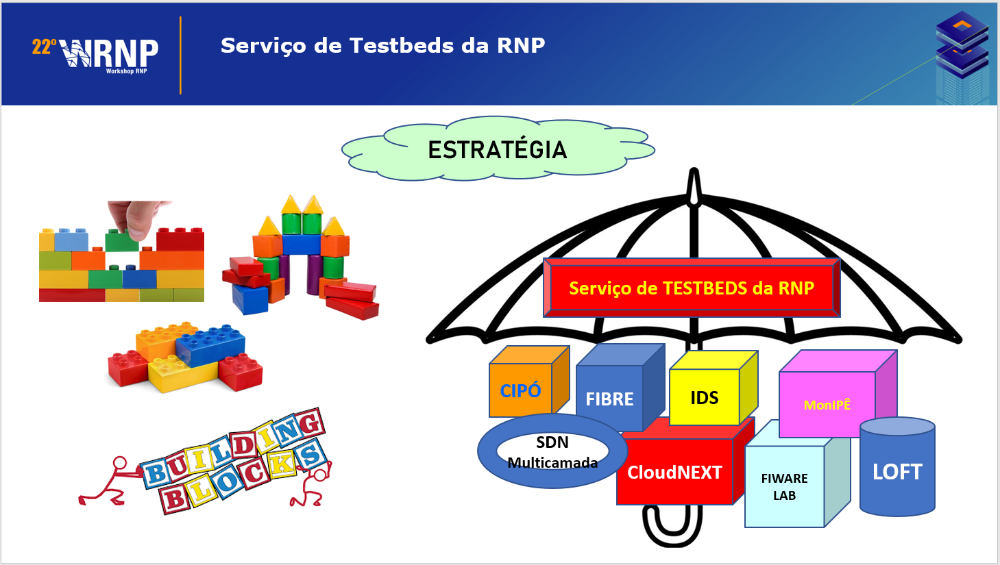 22º WRNP
Workshop RNP
Serviço de Testbeds da RNP
ESTRATÉGIA
Serviço de TESTBEDS da RNP
CIPÓ
FIBRE
IDS
MonIPÊ
SDN
Multicamada
CloudNEXT
FIWARE
LAB
LOFT
BUILDING
BLOCKS